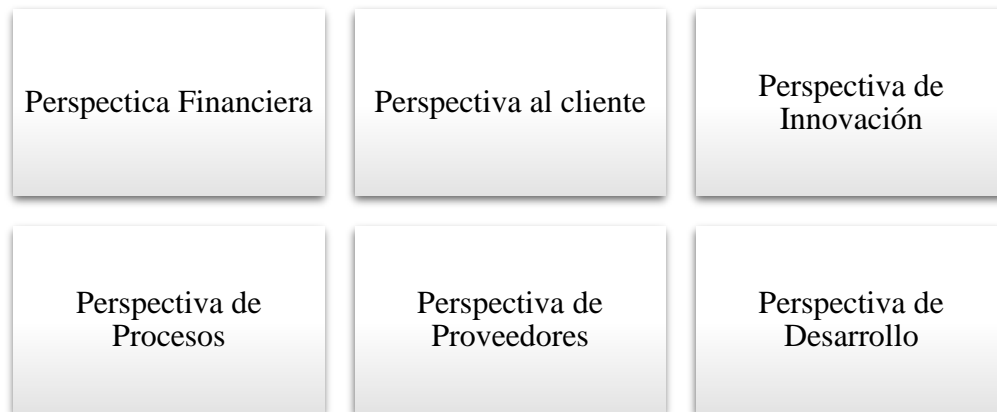 Perspectica Financiera
Perspectiva al cliente
Perspectiva de
Innovación
Perspectiva de
Procesos
Perspectiva de
Proveedores
Perspectiva de
Desarrollo